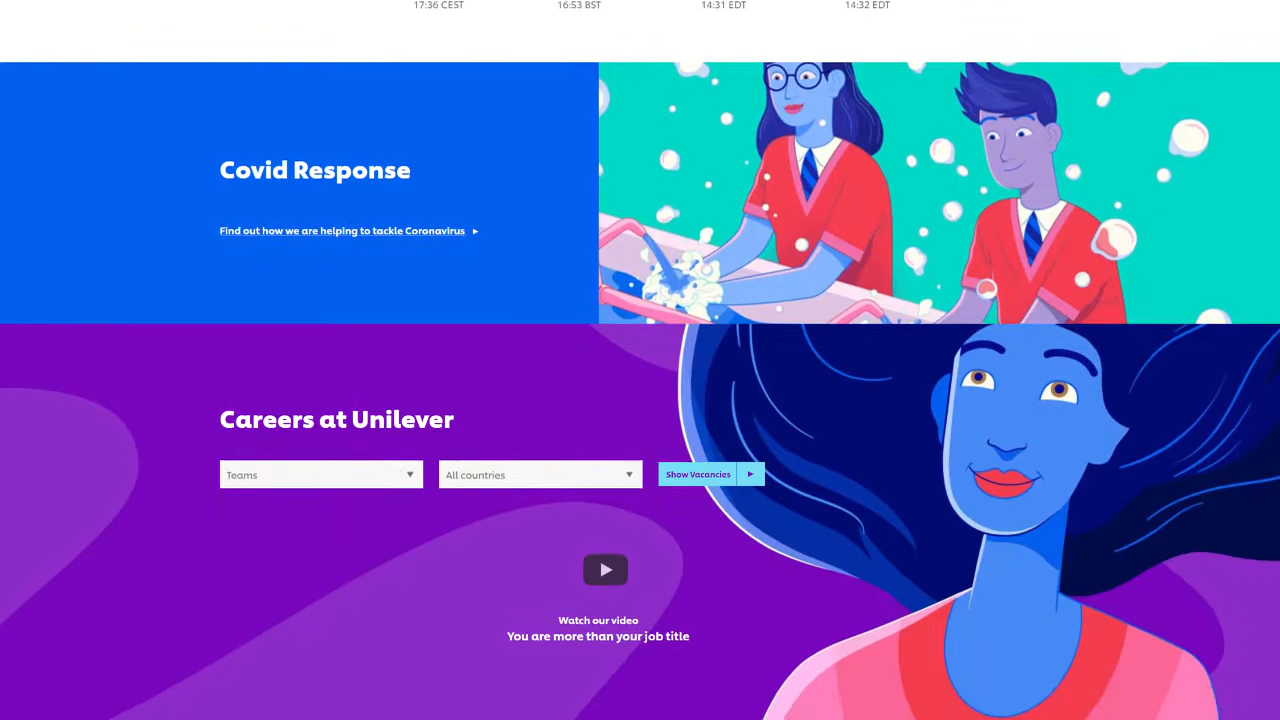 17:36 CEST
16:53 BST
14:31 EDT
14:32 EDT
Covid Response
Find out how we are helping to tackle Coronavirus
Careers at Unilever
Teams
All countries
Show Vacancies
Watch our video
You are more than your job title